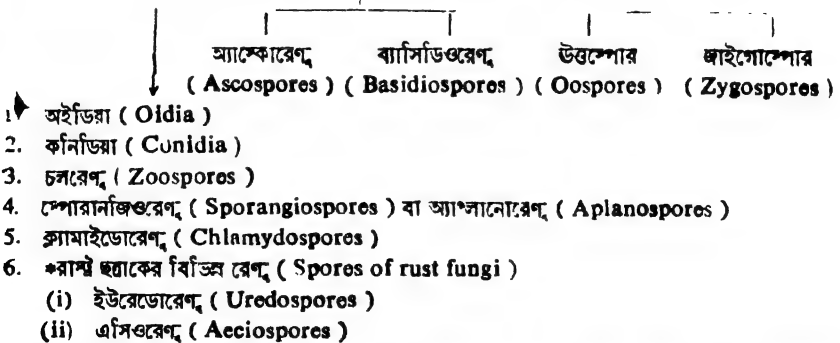 অ্যাস্কোরেণু ব্যাসিডিওরেণু উওস্পোর জাইগোস্পোর
( Ascospores ) ( Basidiospores ) ( Oospores ) ( Zygospores )
1. অইডিয়া ( Oidia )
2. কনিডিয়া ( Conidia )
3. চলরেণু ( Zoospores )
4. স্পোরানজিওরেণু ( Sporangiospores ) বা অ্যাপ্লানোরেণু ( Aplanospores )
5. ক্ল্যামাইডোরেণু ( Chlamydospores )
6. *রাস্ট ছত্রাকের বিভিন্ন রেণু ( Spores of rust fungi )
(i) ইউরেডোরেণু ( Uredospores )
(ii) এসিওরেণু ( Aeciospores )